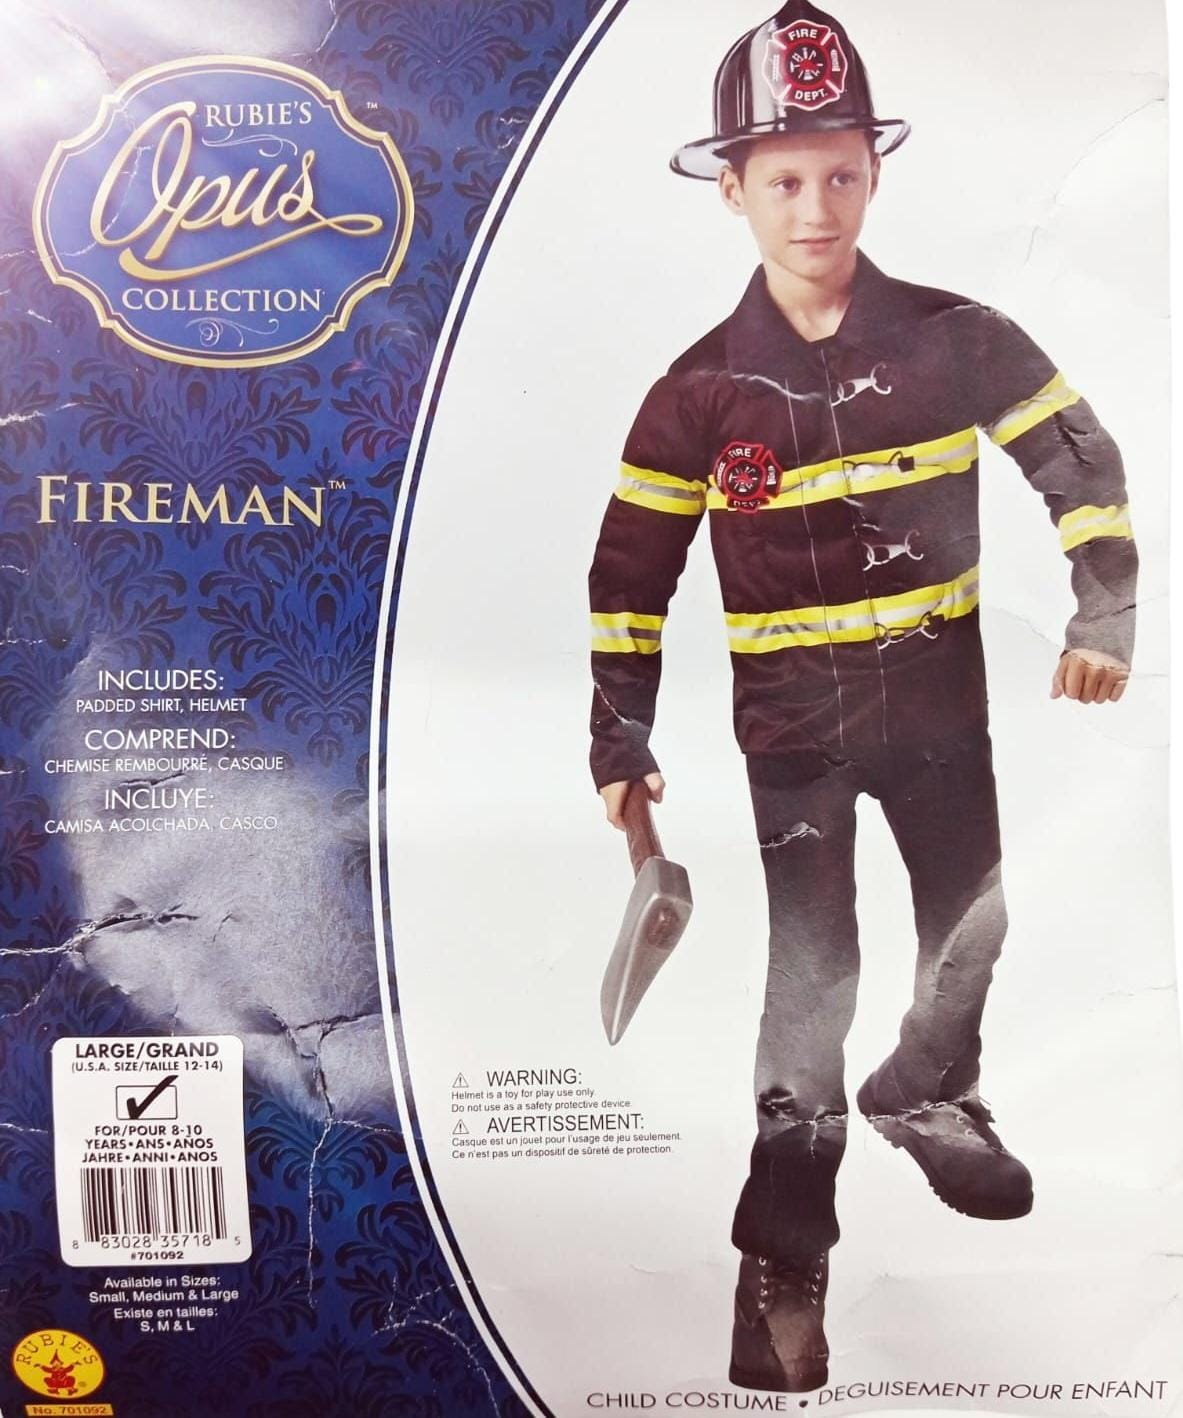 RUBIE'S
Opus
COLLECTION
™
FIREMAN™
INCLUDES:
PADDED SHIRT, HELMET
COMPREND:
CHEMISE REMBOURRÉ, CASQUE
INCLUYE:
CAMISA ACOLCHADA, CASCO
LARGE/GRAND
(U.S.A. SIZE/TAILLE 12-14)
FOR/POUR 8-10
YEARS•ANS•AÑOS
JAHRE•ANNI•ANOS
8 83028 35718 5
#701092
Available in Sizes:
Small, Medium & Large
Existe en tailles:
S, M & L
RUBIE'S
No. 701092
FIRE
DEPT.
FIRE
DEPT
WARNING:
Helmet is a toy for play use only.
Do not use as a safety protective device.
AVERTISSEMENT:
Casque est un jouet pour l'usage de jeu seulement.
Ce n'est pas un dispositif de sûreté de protection.
CHILD COSTUME • DEGUISEMENT POUR ENFANT